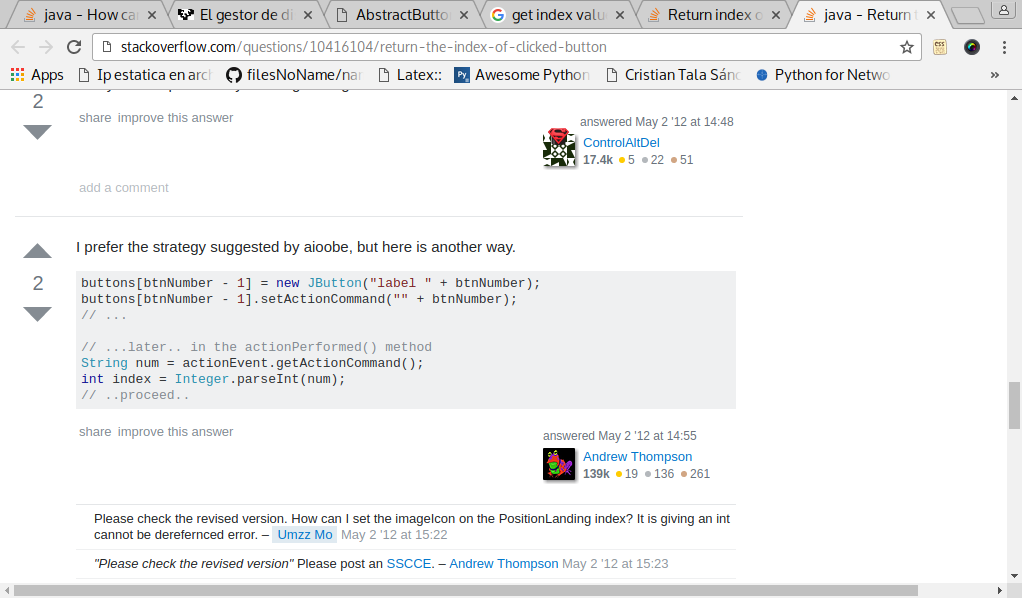 java - How ca
El gestor de di
AbstractButto
get index valu
Return index o
java - Return t
stackoverflow.com/questions/10416104/return-the-index-of-clicked-button
Apps
Ip estatica en arch
filesNoName/nan
Latex::
Awesome Python
Cristian Tala Sánc
Python for Netwo
»
2
share improve this answer
answered May 2 '12 at 14:48
ControlAltDel
17.4k 5 22 51
add a comment
I prefer the strategy suggested by aioobe, but here is another way.
2
buttons[btnNumber - 1] = new JButton("label " + btnNumber);
buttons[btnNumber - 1].setActionCommand("" + btnNumber);
// ...
// ...later.. in the actionPerformed() method
String num = actionEvent.getActionCommand();
int index = Integer.parseInt(num);
// ..proceed..
share improve this answer
answered May 2 '12 at 14:55
Andrew Thompson
139k 19 136 261
Please check the revised version. How can I set the imageIcon on the PositionLanding index? It is giving an int
cannot be derefernced error. – Umzz Mo May 2 '12 at 15:22
"Please check the revised version" Please post an SSCCE. – Andrew Thompson May 2 '12 at 15:23